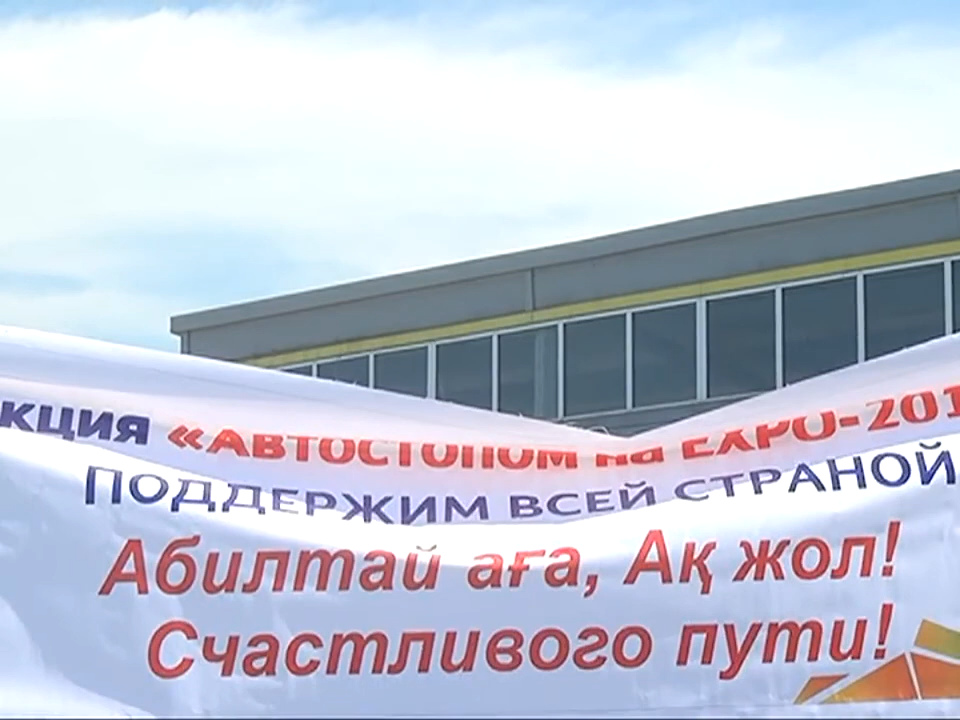 кция «Автостопом на EXPO-201
ПОДДЕРЖИМ ВСЕЙ СТРАНОЙ
Абилтай аға, Ақ жол!
Счастливого пути!